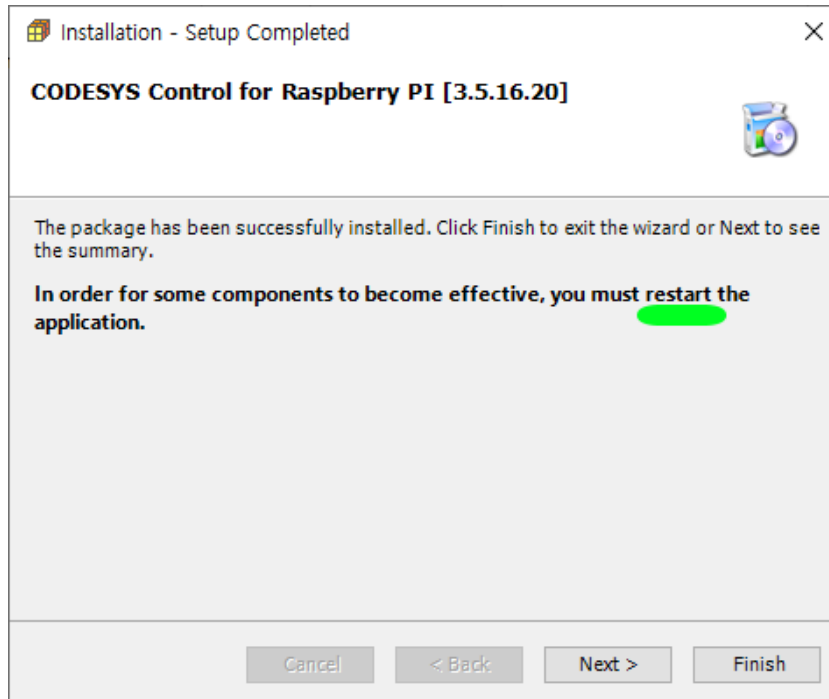 Installation - Setup Completed
CODESYS Control for Raspberry PI [3.5.16.20]
The package has been successfully installed. Click Finish to exit the wizard or Next to see
the summary.
In order for some components to become effective, you must restart the
application.
Cancel
< Back
Next >
Finish